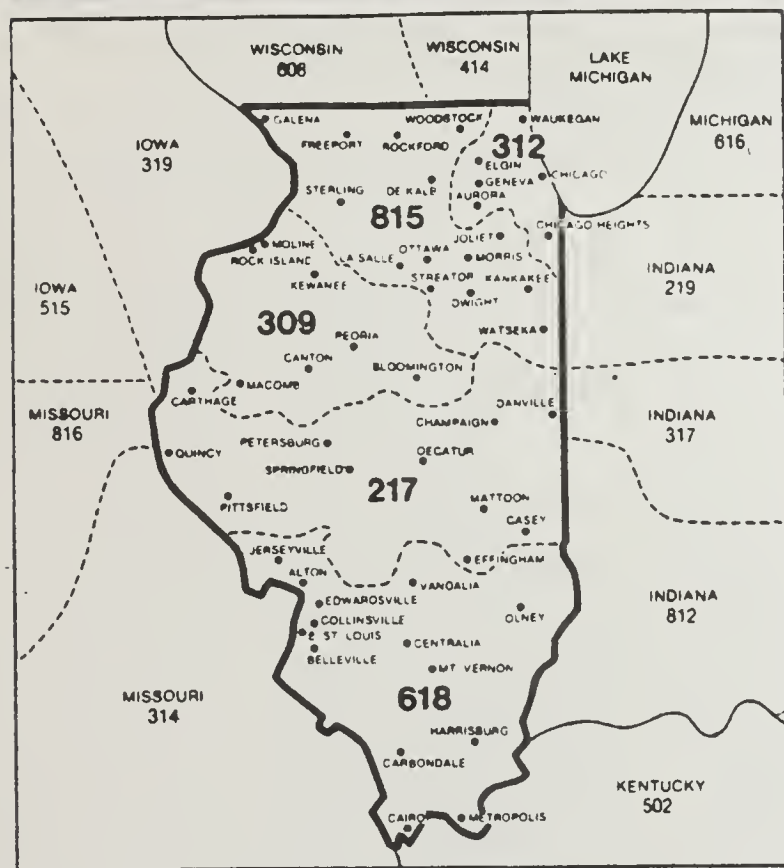 WISCONSIN
608
WISCONSIN
414
LAKE
MICHIGAN
MICHIGAN
616
IOWA
319
GALENA
WOODSTOCK
WAUKEGAN
FREEPORT
ROCKFORD
312
ELGIN
GENEVA
CHICAGO
DE KALB
AURORA
STERLING
815
JOLIET
CHICAGO HEIGHTS
MOLINE
ROCK ISLAND
LA SALLE
OTTAWA
MORRIS
KEWANEE
STREATOR
KANKAKEE
DWIGHT
INDIANA
219
IOWA
515
309
WATSEKA
PEORIA
CANTON
BLOOMINGTON
MACOMB
CARTHAGE
DANVILLE
MISSOURI
816
CHAMPAIGN
INDIANA
317
QUINCY
PETERSBURG
DECATUR
SPRINGFIELD
217
PITTSFIELD
MATTOON
CASEY
JERSEYVILLE
EFFINGHAM
ALTON
VANDALIA
EDWARDSVILLE
OLNEY
INDIANA
812
COLLINSVILLE
E ST LOUIS
CENTRALIA
BELLEVILLE
MT VERNON
MISSOURI
314
618
HARRISBURG
CARBONDALE
KENTUCKY
502
CAIRO
METROPOLIS